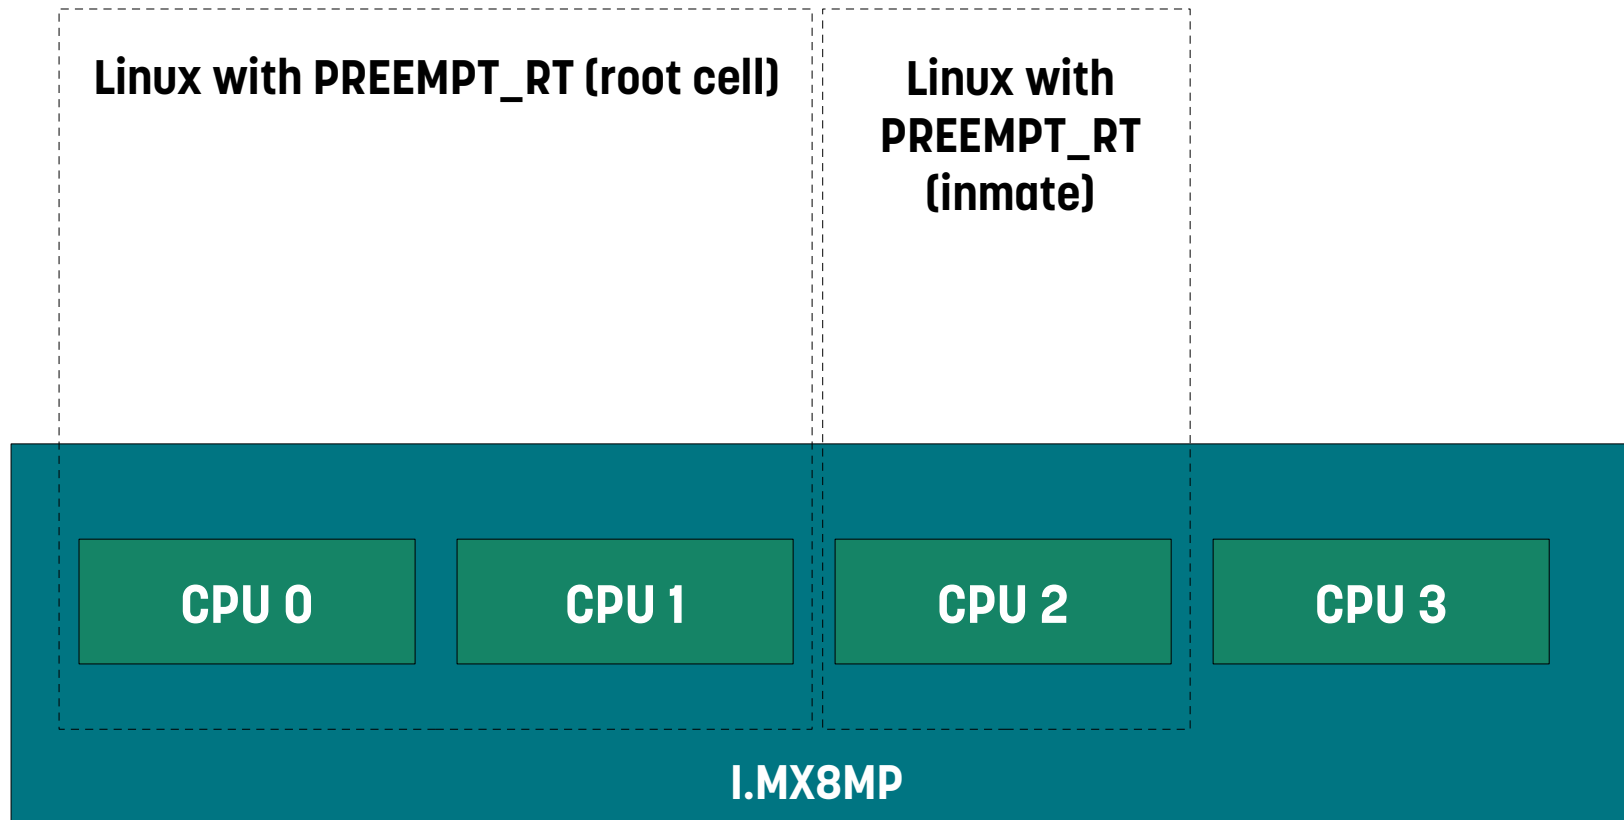 Linux with PREEMPT_RT (root cell)
Linux with
PREEMPT_RT
(inmate)
CPU 0
CPU 1
CPU 2
CPU 3
I.MX8MP